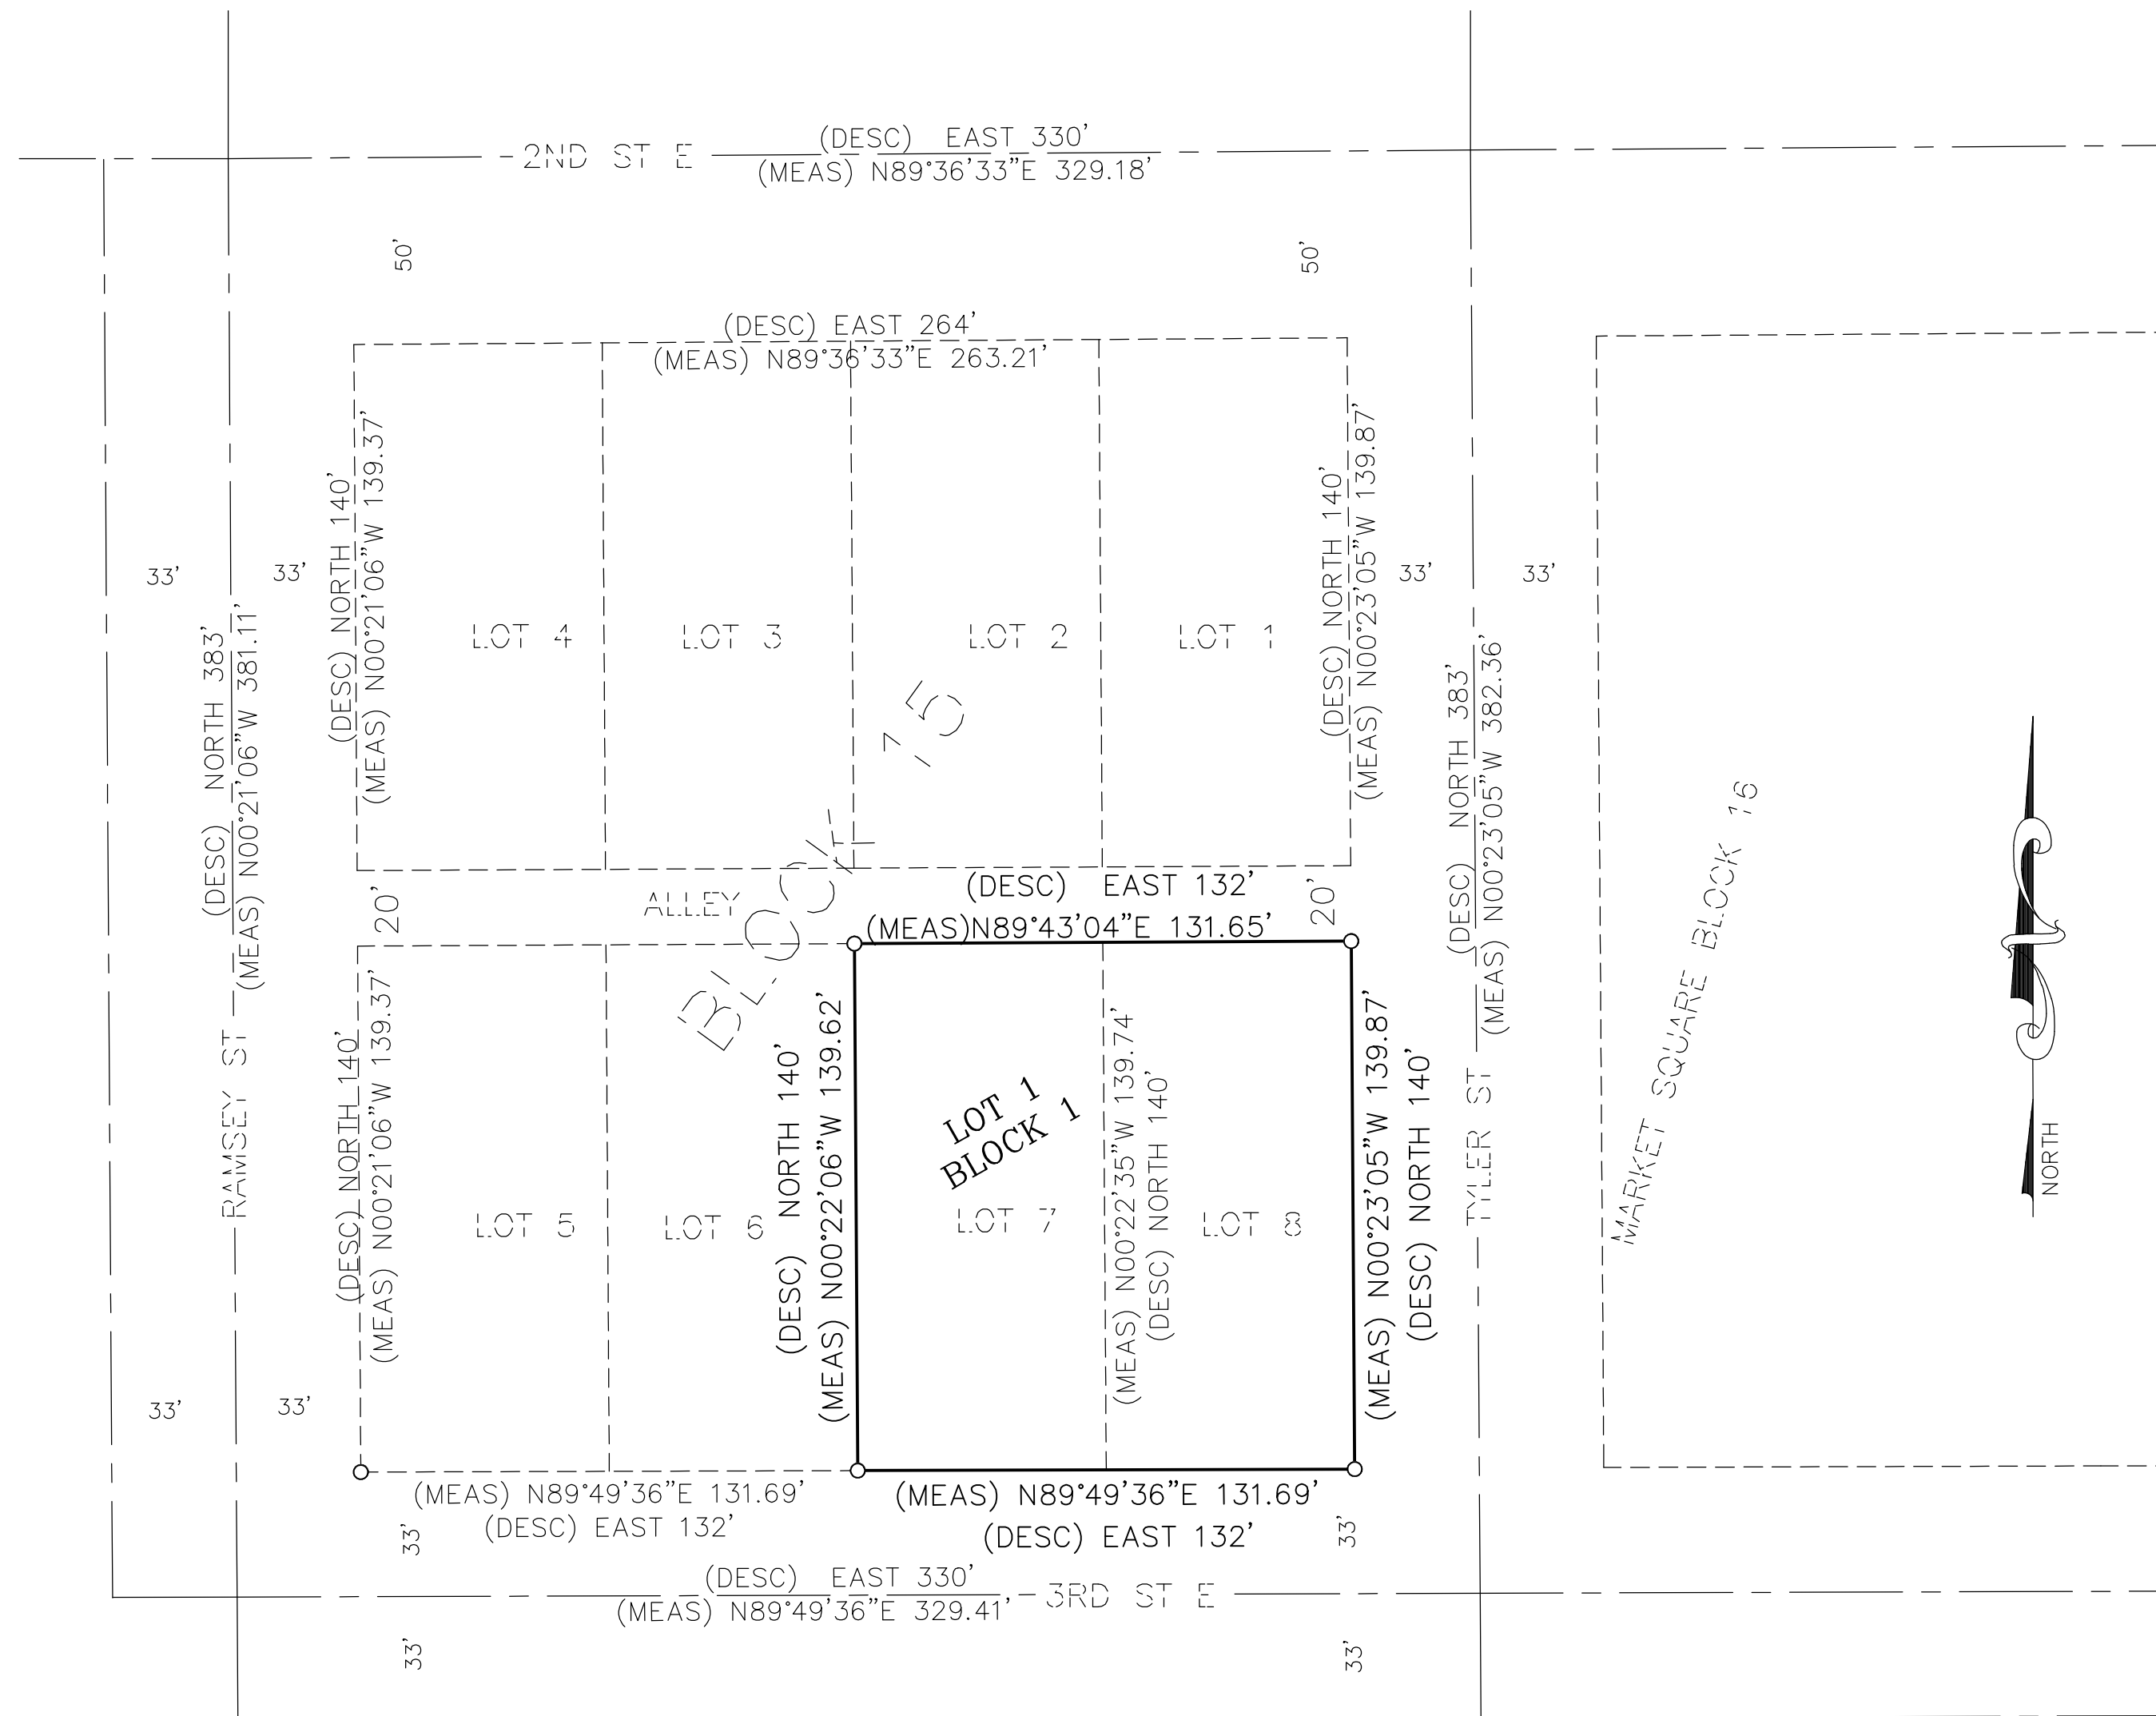 2ND ST E
(DESC) EAST 330'
(MEAS) N89°36'33"E 329.18'
50'
50'
(DESC) EAST 264'
(MEAS) N89°36'33"E 263.21'
(DESC) NORTH 140'
(MEAS) N00°21'06"W 139.37'
(DESC) NORTH 140'
(MEAS) N00°23'05"W 139.87'
33'
33'
33'
33'
LOT 4
LOT 3
LOT 2
LOT 1
(DESC) NORTH 383'
(MEAS) N00°21'06"W 381.11'
(DESC) NORTH 383'
(MEAS) N00°23'05"W 382.36'
BLOCK 15
MARKET SQUARE BLOCK 16
20'
ALLEY
(DESC) EAST 132'
20'
(MEAS)N89°43'04"E 131.65'
RAMSEY ST
(DESC) NORTH 140'
(MEAS) N00°21'06"W 139.37'
(DESC) NORTH 140'
(MEAS) N00°22'06"W 139.62'
LOT 1
BLOCK 1
(MEAS) N00°22'35"W 139.74'
(DESC) NORTH 140'
(MEAS) N00°23'05"W 139.87'
(DESC) NORTH 140'
TYLER ST
NORTH
LOT 5
LOT 6
LOT 7
LOT 8
33'
33'
(MEAS) N89°49'36"E 131.69'
(DESC) EAST 132'
(MEAS) N89°49'36"E 131.69'
(DESC) EAST 132'
33'
33'
(DESC) EAST 330'
(MEAS) N89°49'36"E 329.41'
3RD ST E
33'
33'